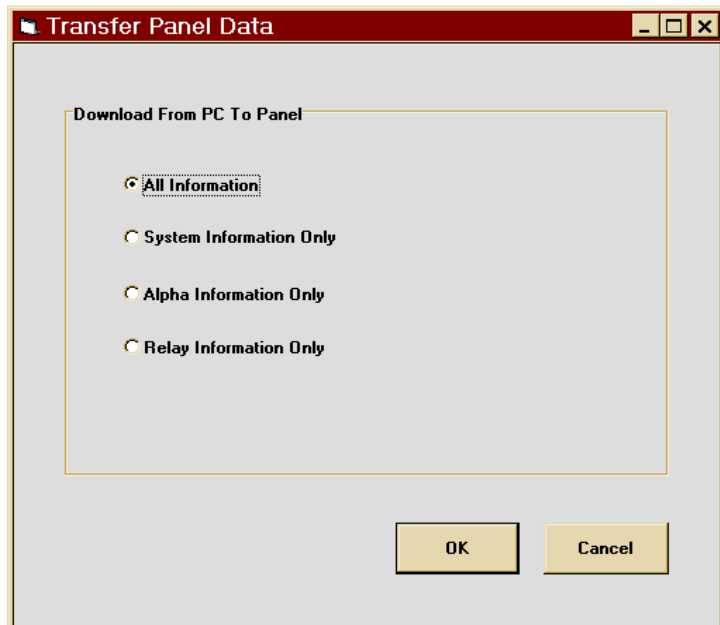 Transfer Panel Data
Download From PC To Panel
All Information
System Information Only
Alpha Information Only
Relay Information Only
OK
Cancel